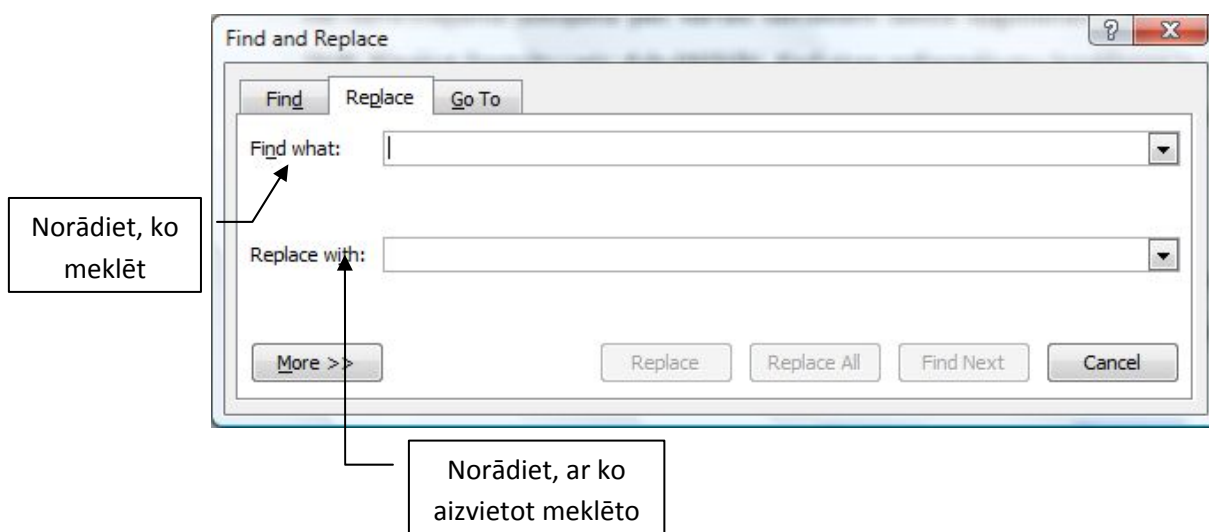 Find and Replace
Find Replace Go To
Find what:
Norādiet, ko
meklēt
Replace with:
More >> Replace Replace All Find Next Cancel
Norādiet, ar ko
aizvietot meklēto